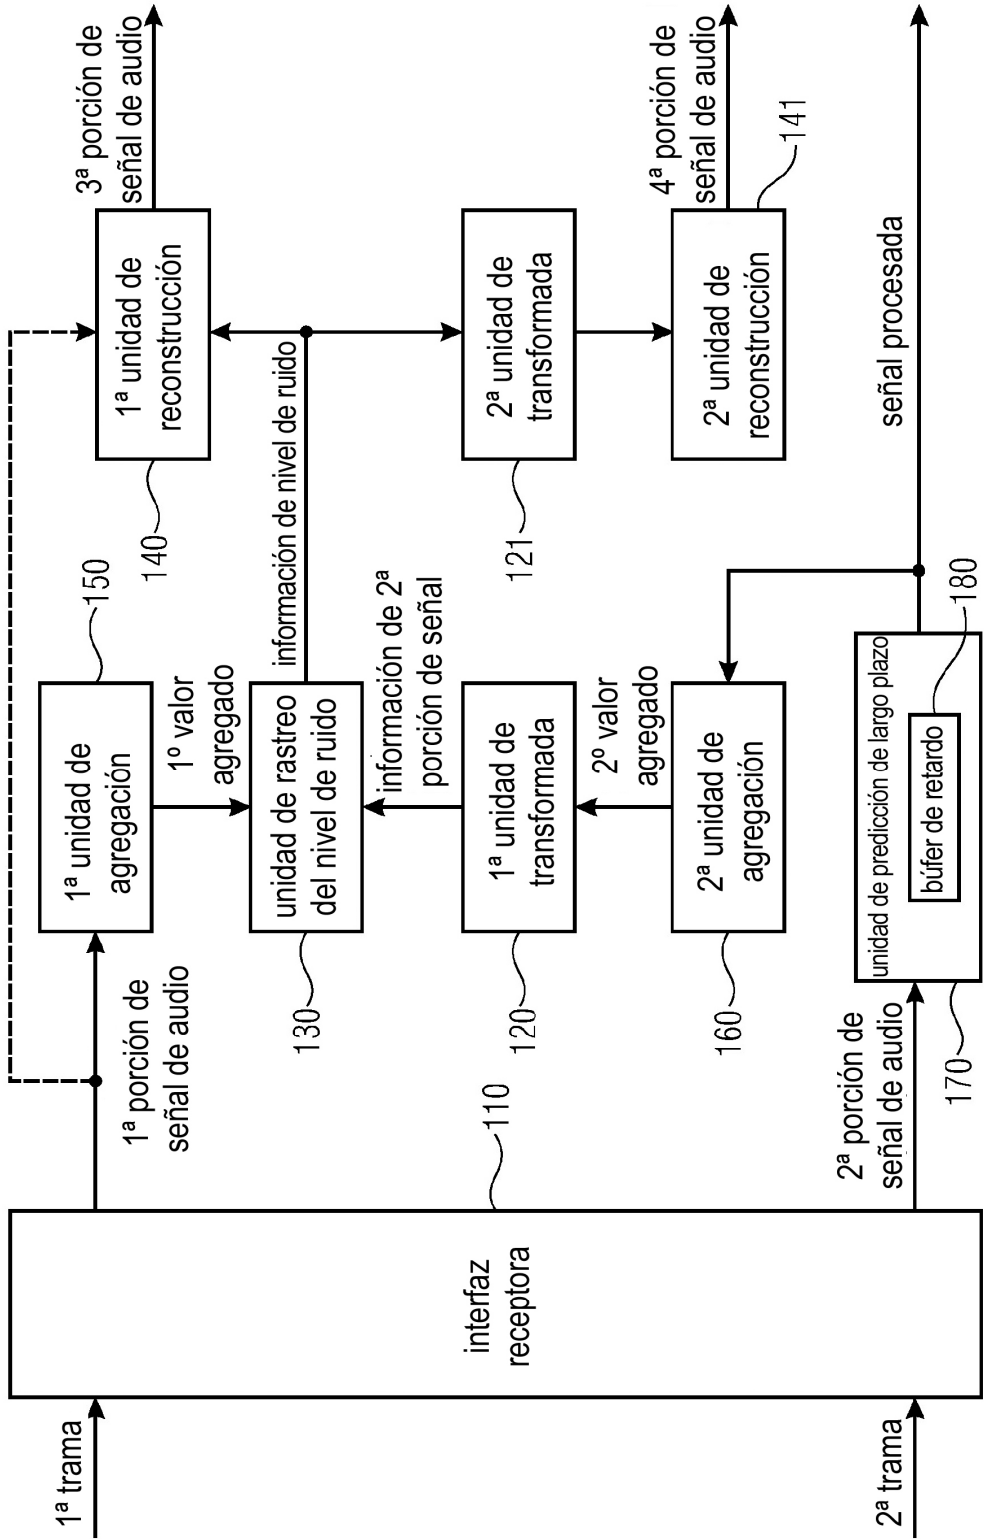 1ª trama
2ª trama
interfaz
receptora
110
1ª porción de
señal de audio
2ª porción de
señal de audio
1ª unidad de
agregación
150
1º valor
agregado
unidad de rastreo
del nivel de ruido
130
información de nivel de ruido
información de 2ª
porción de señal
1ª unidad de
transformada
120
2º valor
agregado
2ª unidad de
agregación
160
unidad de predicción de largo plazo
búfer de retardo
170
180
1ª unidad de
reconstrucción
140
3ª porción de
señal de audio
2ª unidad de
transformada
121
2ª unidad de
reconstrucción
141
4ª porción de
señal de audio
señal procesada